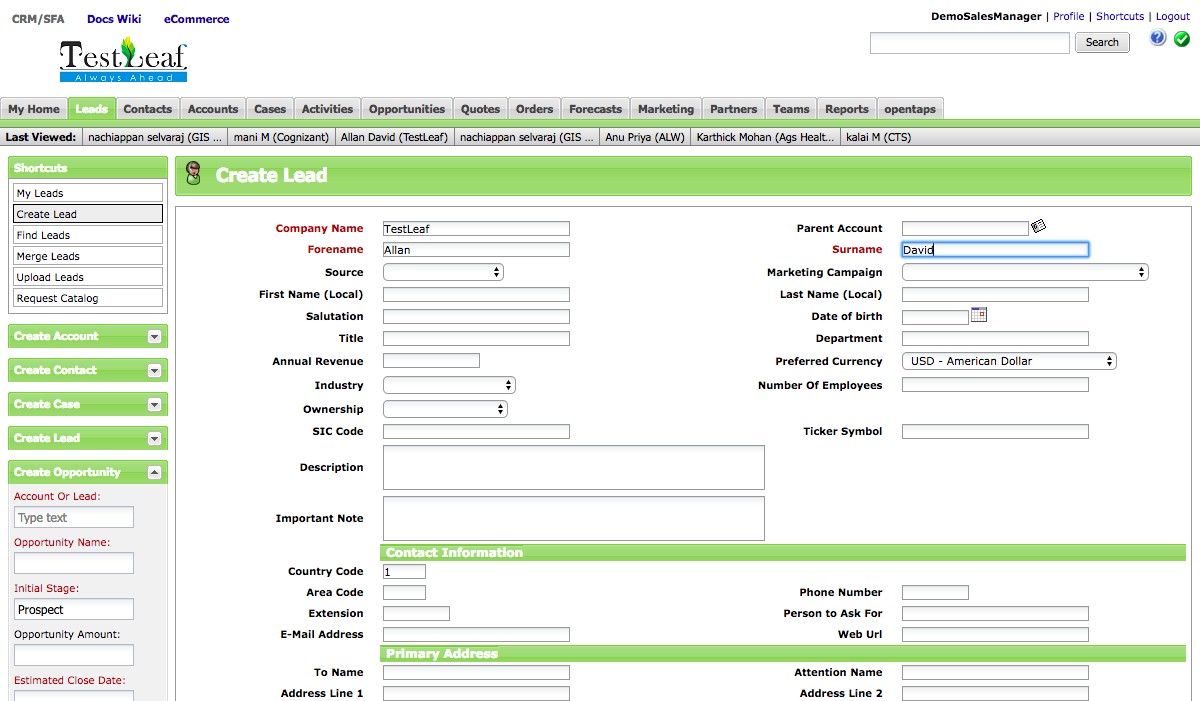 CRM/SFA Docs Wiki eCommerce
DemoSalesManager | Profile | Shortcuts | Logout
TestLeaf
Always Ahead
Search
?
My Home Leads Contacts Accounts Cases Activities Opportunities Quotes Orders Forecasts Marketing Partners Teams Reports opentaps
Last Viewed: nachiappan selvaraj (GIS ... mani M (Cognizant) Allan David (TestLeaf) nachiappan selvaraj (GIS ... Anu Priya (ALW) Karthick Mohan (Ags Healt... kalai M (CTS)
Shortcuts
My Leads
Create Lead
Find Leads
Merge Leads
Upload Leads
Request Catalog
Create Account
Create Contact
Create Case
Create Lead
Create Opportunity
Account Or Lead:
Type text
Opportunity Name:
Initial Stage:
Prospect
Opportunity Amount:
Estimated Close Date:
Create Lead
Company Name TestLeaf Parent Account
Forename Allan Surname David
Source Marketing Campaign
First Name (Local) Last Name (Local)
Salutation Date of birth
Title Department
Annual Revenue Preferred Currency USD - American Dollar
Industry Number Of Employees
Ownership
SIC Code Ticker Symbol
Description
Important Note
Contact Information
Country Code 1
Area Code Phone Number
Extension Person to Ask For
E-Mail Address Web Url
Primary Address
To Name Attention Name
Address Line 1 Address Line 2